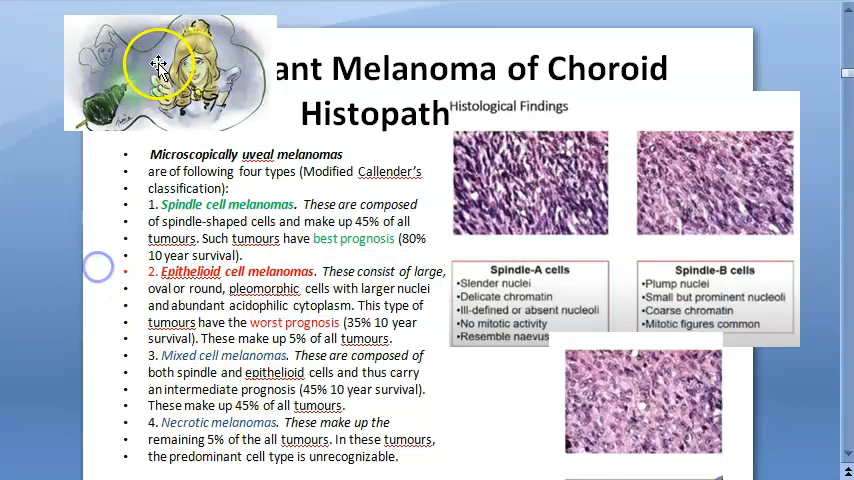 ant Melanoma of Choroid
Histopath
Histological Findings
Microscopically uveal melanomas
are of following four types (Modified Callender's
classification):
1. Spindle cell melanomas. These are composed
of spindle-shaped cells and make up 45% of all
tumours. Such tumours have best prognosis (80%
10 year survival).
2. Epithelioid cell melanomas. These consist of large,
oval or round, pleomorphic cells with larger nuclei
and abundant acidophilic cytoplasm. This type of
tumours have the worst prognosis (35% 10 year
survival). These make up 5% of all tumours.
3. Mixed cell melanomas. These are composed of
both spindle and epithelioid cells and thus carry
an intermediate prognosis (45% 10 year survival).
These make up 45% of all tumours.
4. Necrotic melanomas. These make up the
remaining 5% of the all tumours. In these tumours,
the predominant cell type is unrecognizable.
Spindle-A cells
•Slender nuclei
•Delicate chromatin
•Ill-defined or absent nucleoli
•No mitotic activity
•Resemble naevus
Spindle-B cells
•Plump nuclei
•Small but prominent nucleoli
•Coarse chromatin
•Mitotic figures common